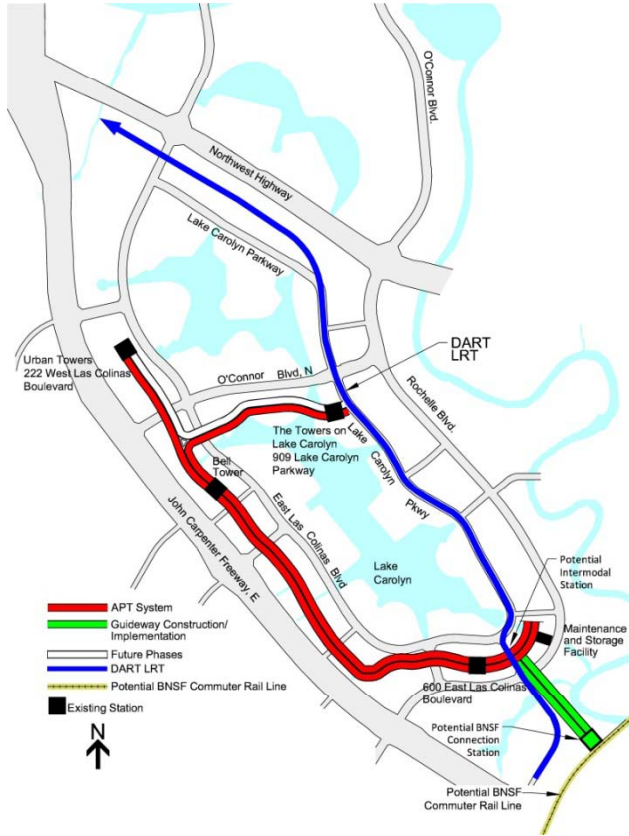 O'Connor Blvd.
Northwest Highway
Lake Carolyn Parkway
DART
LRT
Urban Towers
222 West Las Colinas
Boulevard
O'Connor Blvd, N
Rochelle Blvd.
The Towers on
Lake Carolyn
909 Lake Carolyn
Parkway
Lake Carolyn Pkwy
Bell
Tower
East Las Colinas Blvd
John Carpenter Freeway, E
Lake
Carolyn
Potential
Intermodal
Station
APT System
Guideway Construction/
Implementation
Future Phases
DART LRT
Potential BNSF Commuter Rail Line
Existing Station
N
Maintenance
and Storage
Facility
600 East Las Colinas
Boulevard
Potential BNSF
Connection
Station
Potential BNSF
Commuter Rail Line